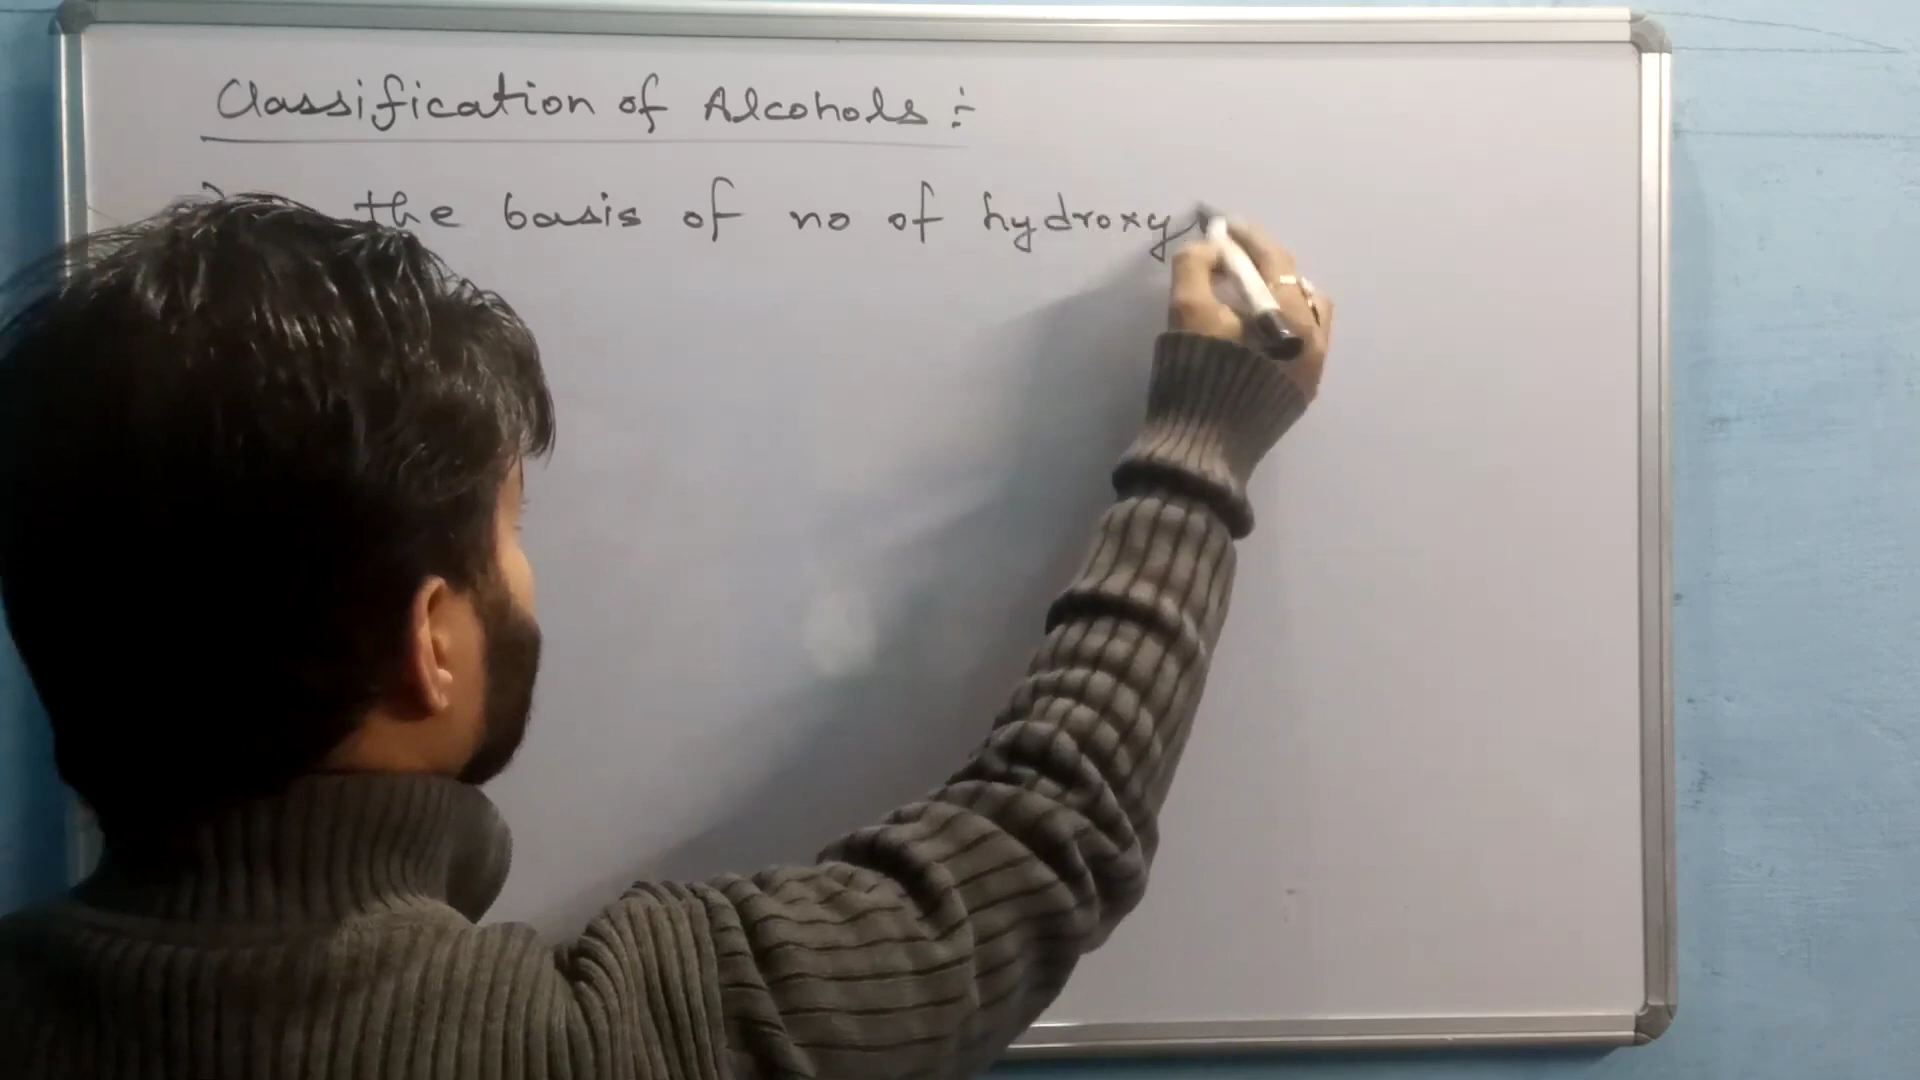 Classification of Alcohols :-
the basis of no of hydroxy